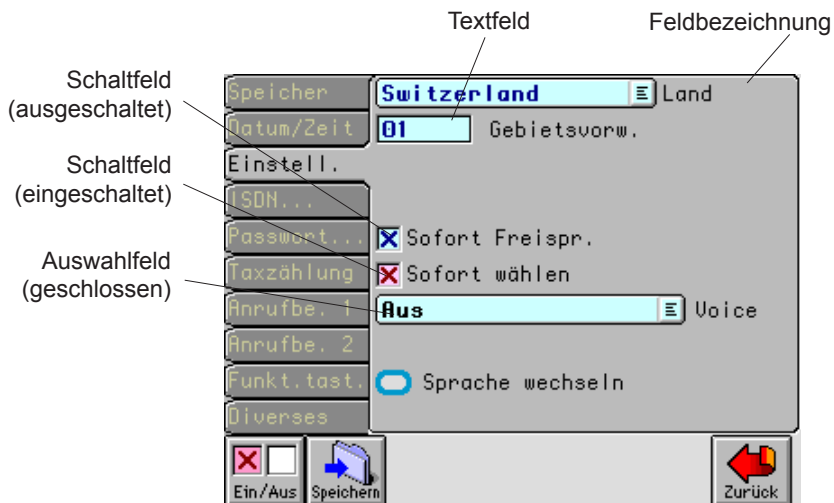 Textfeld
Feldbezeichnung
Schaltfeld
(ausgeschaltet)
Schaltfeld
(eingeschaltet)
Auswahlfeld
(geschlossen)
Speicher
Switzerland
Land
Datum/Zeit
01
Gebietsvorw.
Einstell.
ISDN...
Passwort...
Sofort Freispr.
Taxzählung
Sofort wählen
Anrufbe. 1
Aus
Voice
Anrufbe. 2
Funkt.tast.
Sprache wechseln
Diverses
Ein/Aus
Speichern
Zurück